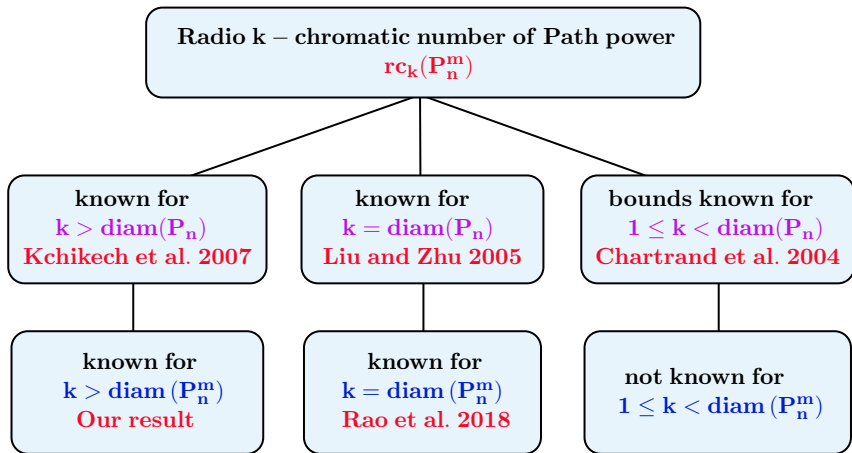 Radio k – chromatic number of Path power
rc_k(P_n^m)
known for
k > diam(P_n)
Kchikech et al. 2007
known for
k = diam(P_n)
Liu and Zhu 2005
bounds known for
1 ≤ k < diam(P_n)
Chartrand et al. 2004
known for
k > diam (P_n^m)
Our result
known for
k = diam (P_n^m)
Rao et al. 2018
not known for
1 ≤ k < diam (P_n^m)